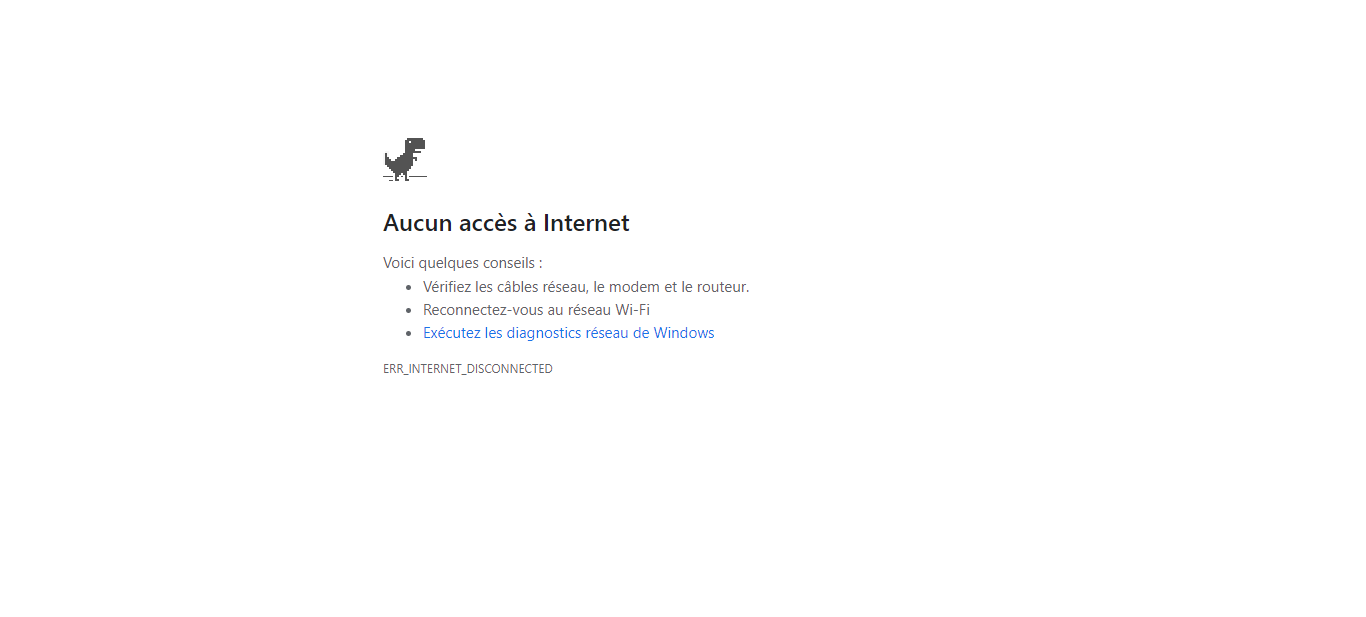 Aucun accès à Internet
Voici quelques conseils :
Vérifiez les câbles réseau, le modem et le routeur.
Reconnectez-vous au réseau Wi-Fi
Exécutez les diagnostics réseau de Windows
ERR_INTERNET_DISCONNECTED